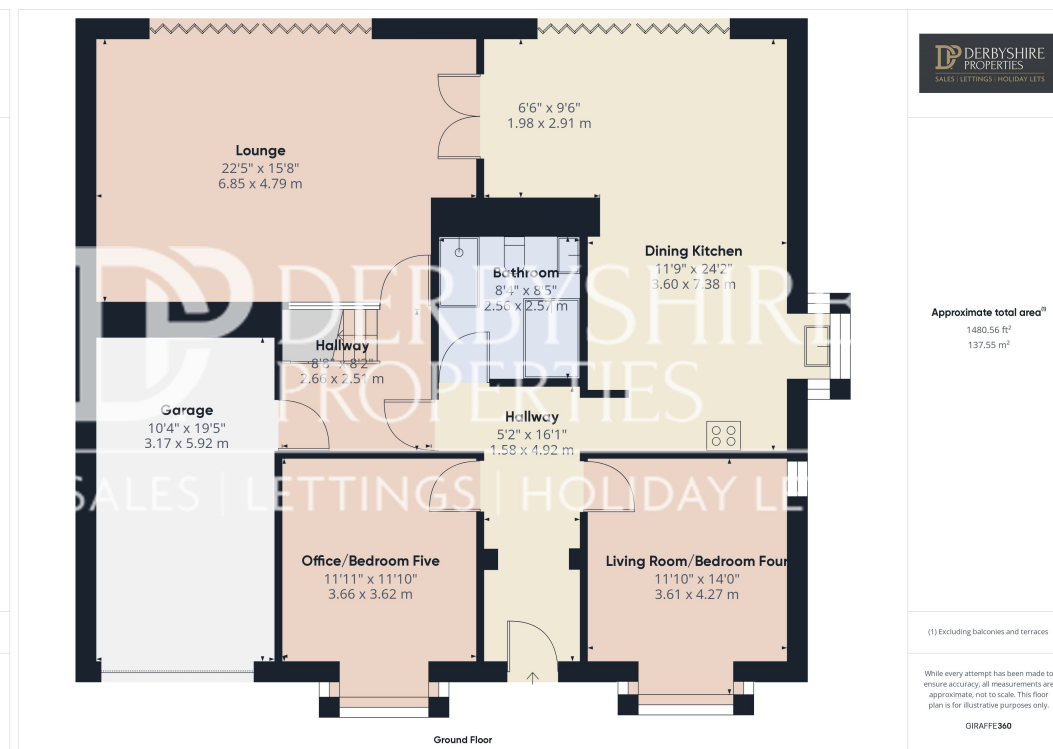 DERBYSHIRE
PROPERTIES
SALES | LETTINGS | HOLIDAY LETS
6'6" x 9'6"
1.98 x 2.91 m
Lounge
22'5" x 15'8"
6.85 x 4.79 m
Dining Kitchen
11'9" x 24'2"
3.60 x 7.38 m
Bathroom
8'4" x 8'5"
2.56 x 2.57 m
Approximate total area(1)
1480.56 ft²
137.55 m²
Hallway
8'8" x 8'2"
2.66 x 2.51 m
Garage
10'4" x 19'5"
3.17 x 5.92 m
Hallway
5'2" x 16'1"
1.58 x 4.92 m
DERBYSHIRE
PROPERTIES
SALES | LETTINGS | HOLIDAY LE
Office/Bedroom Five
11'11" x 11'10"
3.66 x 3.62 m
Living Room/Bedroom Four
11'10" x 14'0"
3.61 x 4.27 m
(1) Excluding balconies and terraces
While every attempt has been made to
ensure accuracy, all measurements are
approximate, not to scale. This floor
plan is for illustrative purposes only.
GIRAFFE360
Ground Floor